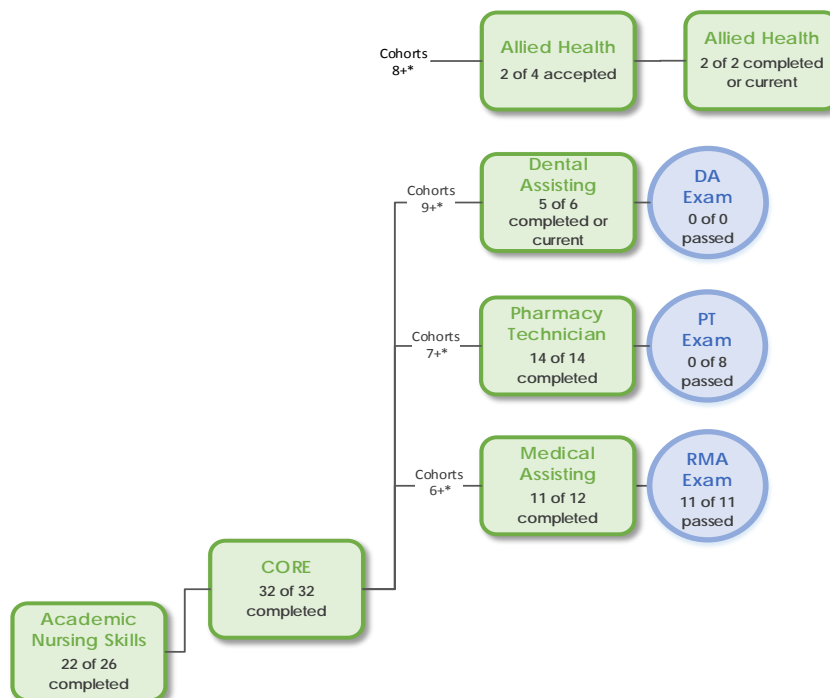 Cohorts
8+*
Allied Health
2 of 4 accepted
Allied Health
2 of 2 completed
or current
Cohorts
9+*
Dental
Assisting
5 of 6
completed or
current
DA
Exam
0 of 0
passed
Cohorts
7+*
Pharmacy
Technician
14 of 14
completed
PT
Exam
0 of 8
passed
Cohorts
6+*
Medical
Assisting
11 of 12
completed
RMA
Exam
11 of 11
passed
CORE
32 of 32
completed
Academic
Nursing Skills
22 of 26
completed